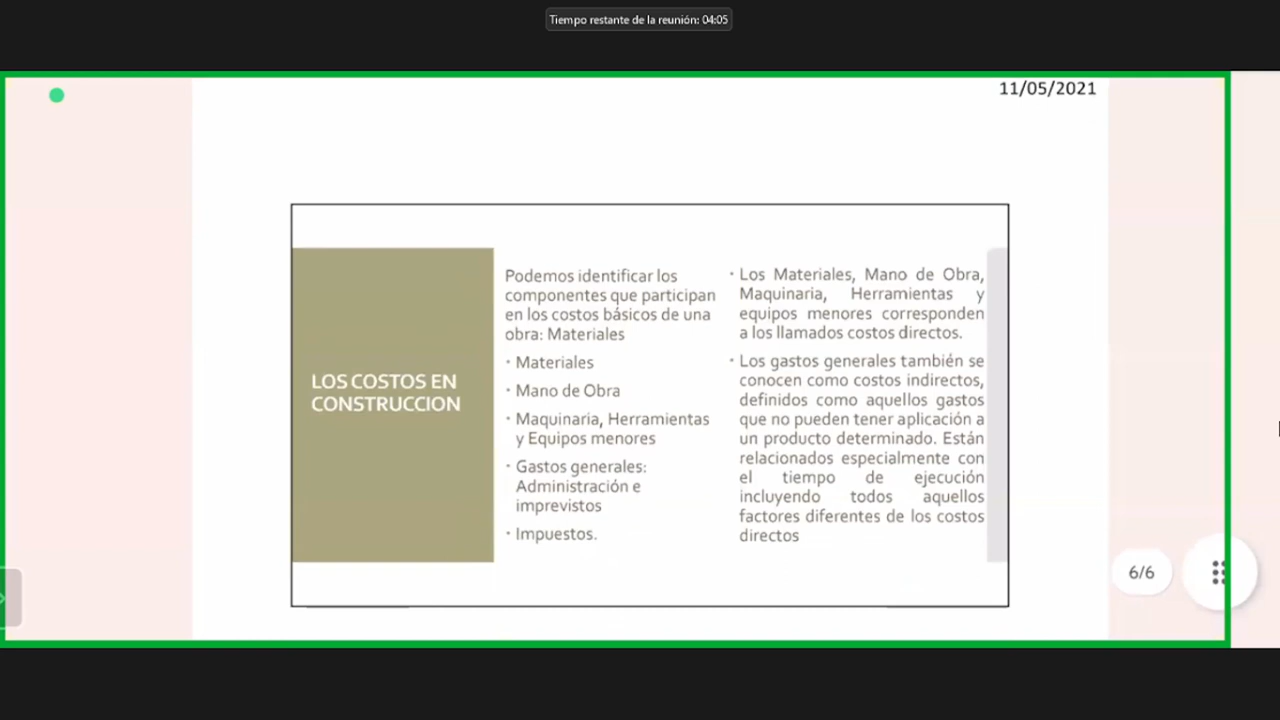 Tiempo restante de la reunión: 04:05
11/05/2021
LOS COSTOS EN
CONSTRUCCION
Podemos identificar los
componentes que participan
en los costos básicos de una
obra: Materiales
· Materiales
· Mano de Obra
· Maquinaria, Herramientas
y Equipos menores
· Gastos generales:
Administración e
imprevistos
· Impuestos.
· Los Materiales, Mano de Obra,
Maquinaria, Herramientas y
equipos menores corresponden
a los llamados costos directos.
· Los gastos generales también se
conocen como costos indirectos,
definidos como aquellos gastos
que no pueden tener aplicación a
un producto determinado. Están
relacionados especialmente con
el tiempo de ejecución
incluyendo todos aquellos
factores diferentes de los costos
directos
6/6